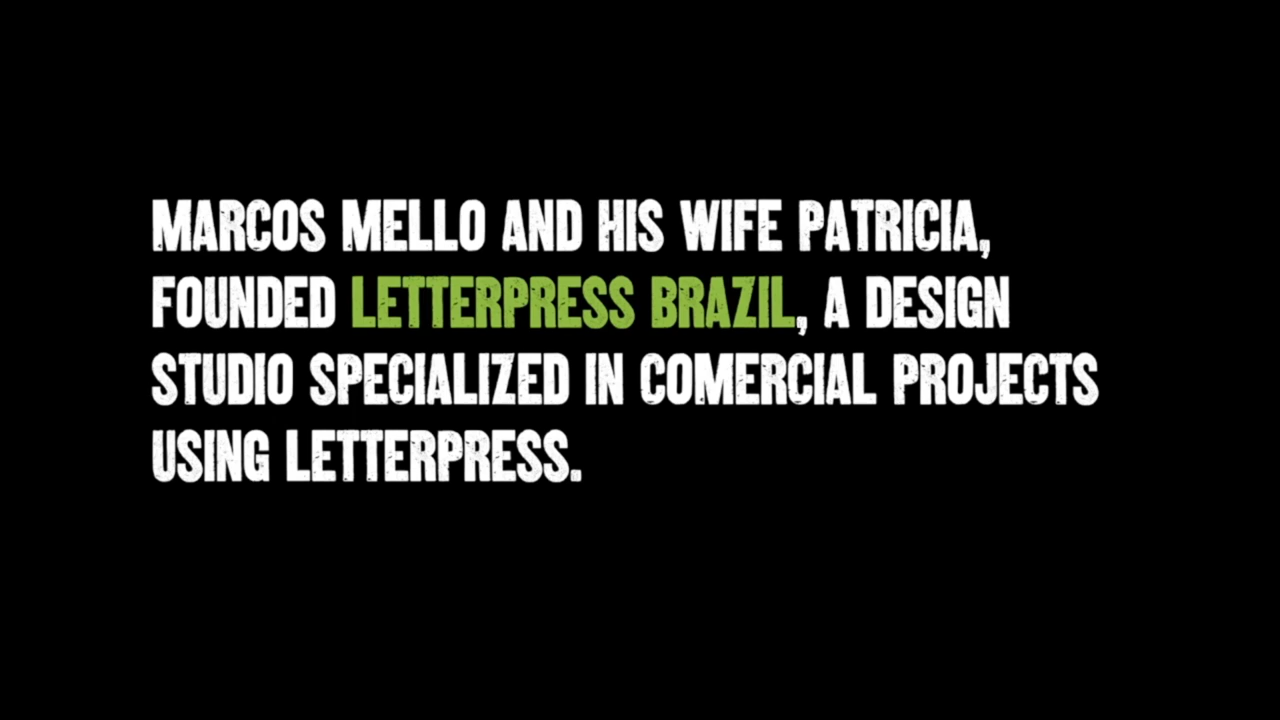 MARCOS MELLO AND HIS WIFE PATRICIA,
FOUNDED LETTERPRESS BRAZIL, A DESIGN
STUDIO SPECIALIZED IN COMERCIAL PROJECTS
USING LETTERPRESS.